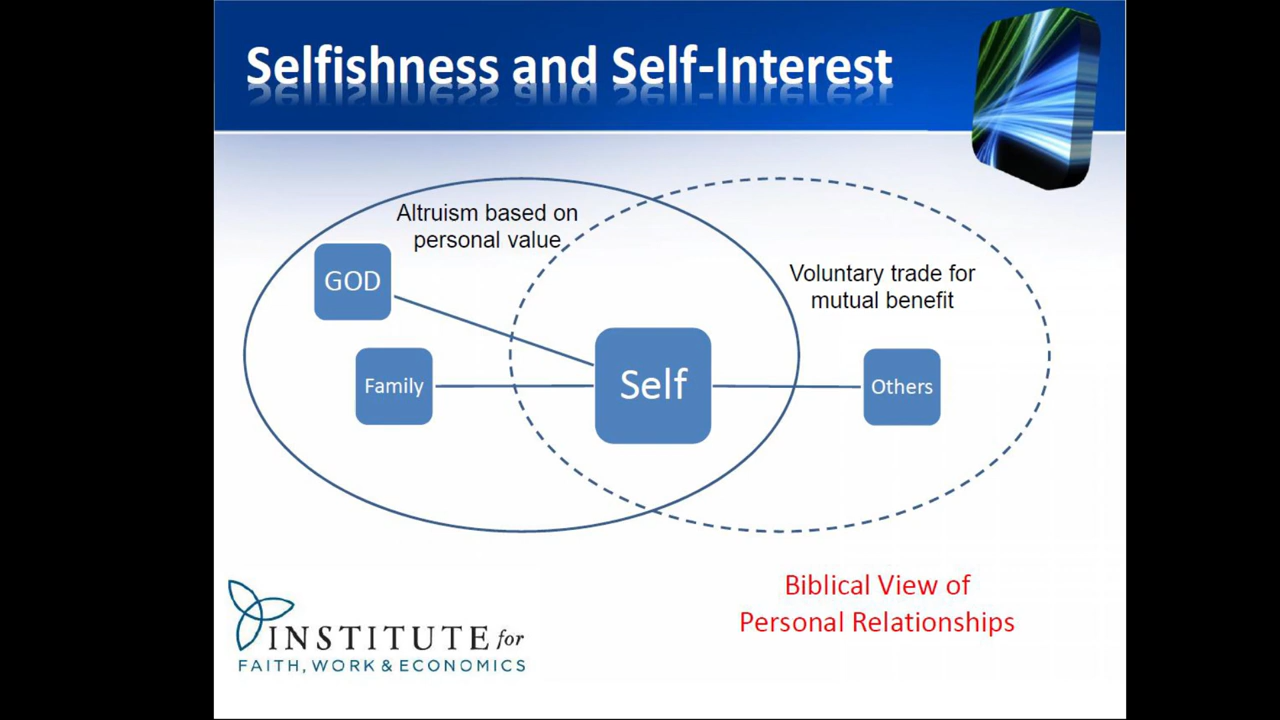 Selfishness and Self-Interest
Altruism based on
personal value
GOD
Voluntary trade for
mutual benefit
Family
Self
Others
Biblical View of
Personal Relationships
INSTITUTE for
FAITH, WORK & ECONOMICS